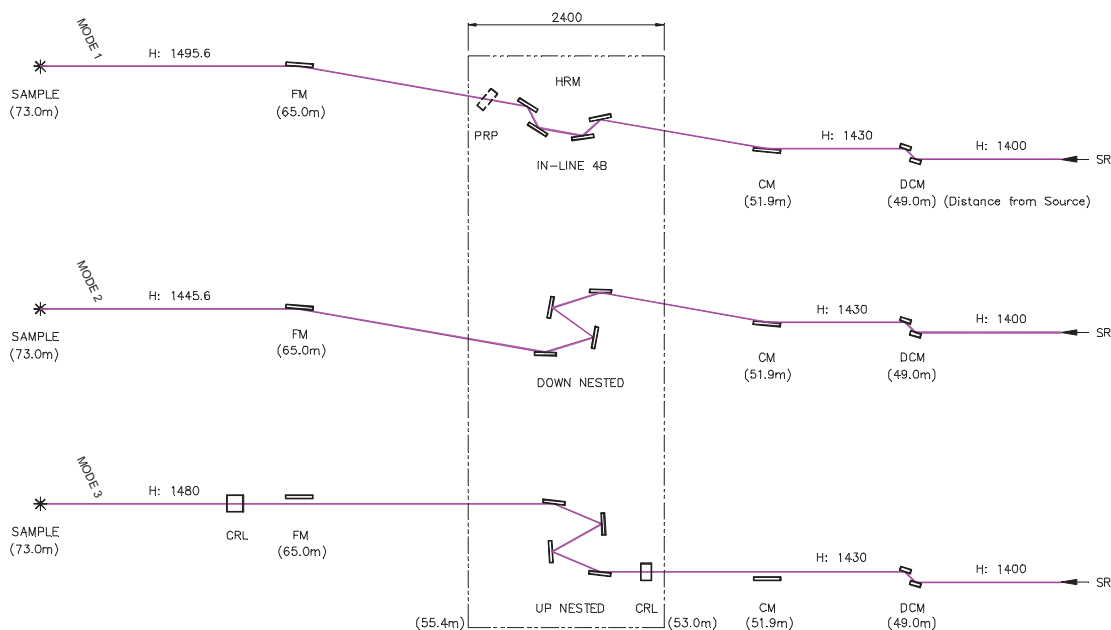 2400
MODE 1
H: 1495.6
SAMPLE
(73.0m)
FM
(65.0m)
HRM
PRP
IN-LINE 4B
H: 1430
H: 1400
SR
CM
(51.9m)
DCM
(49.0m) (Distance from Source)
MODE 2
H: 1445.6
SAMPLE
(73.0m)
FM
(65.0m)
DOWN NESTED
H: 1430
H: 1400
SR
CM
(51.9m)
DCM
(49.0m)
MODE 3
H: 1480
SAMPLE
(73.0m)
CRL
FM
(65.0m)
UP NESTED
CRL
(55.4m)
(53.0m)
H: 1430
H: 1400
SR
CM
(51.9m)
DCM
(49.0m)